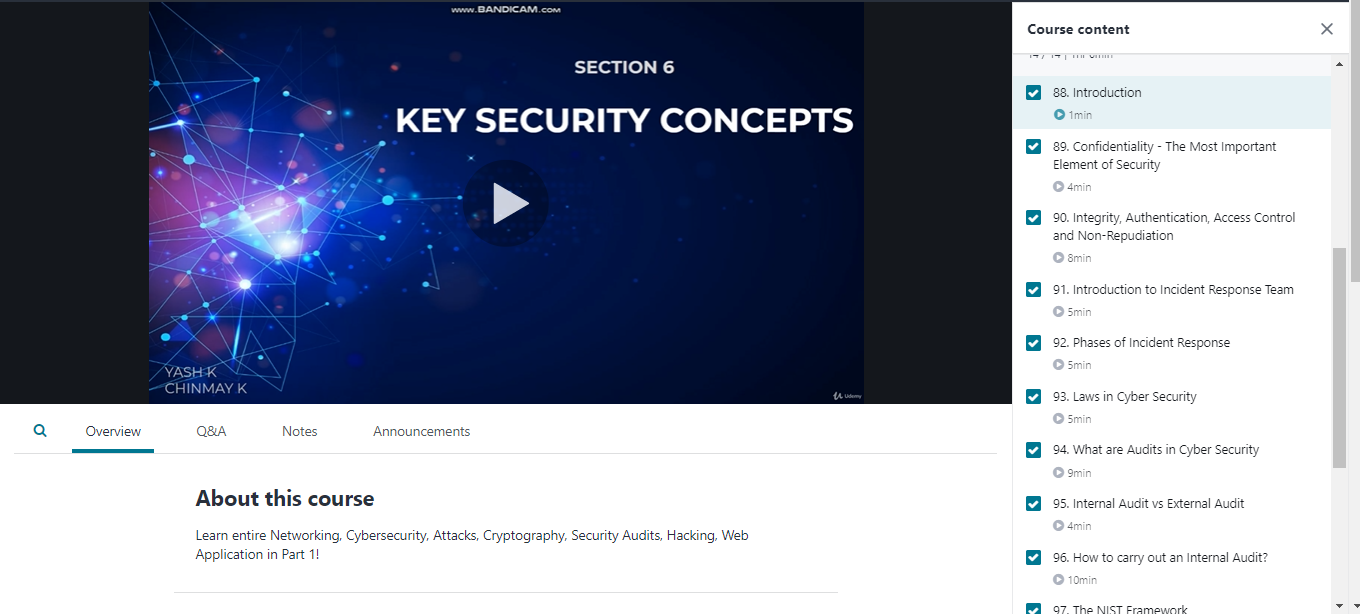 www.BANDICAM.com
SECTION 6
KEY SECURITY CONCEPTS
YASH K
CHINMAY K
Udemy
Overview
Q&A
Notes
Announcements
About this course
Learn entire Networking, Cybersecurity, Attacks, Cryptography, Security Audits, Hacking, Web
Application in Part 1!
Course content
14 / 14 | 1hr 6min
88. Introduction
1min
89. Confidentiality - The Most Important
Element of Security
4min
90. Integrity, Authentication, Access Control
and Non-Repudiation
8min
91. Introduction to Incident Response Team
5min
92. Phases of Incident Response
5min
93. Laws in Cyber Security
5min
94. What are Audits in Cyber Security
9min
95. Internal Audit vs External Audit
4min
96. How to carry out an Internal Audit?
10min
97. The NIST Framework